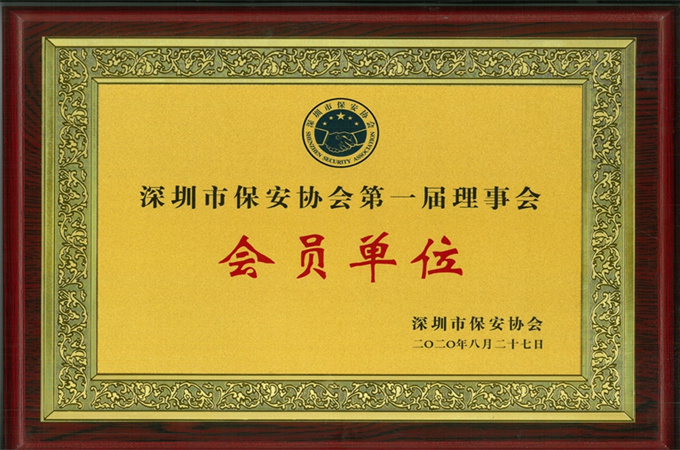 深圳市保安协会
SHENZHEN SECURITY ASSOCIATION
深圳市保安协会第一届理事会
会员单位
深圳市保安协会
二〇二〇年八月二十七日